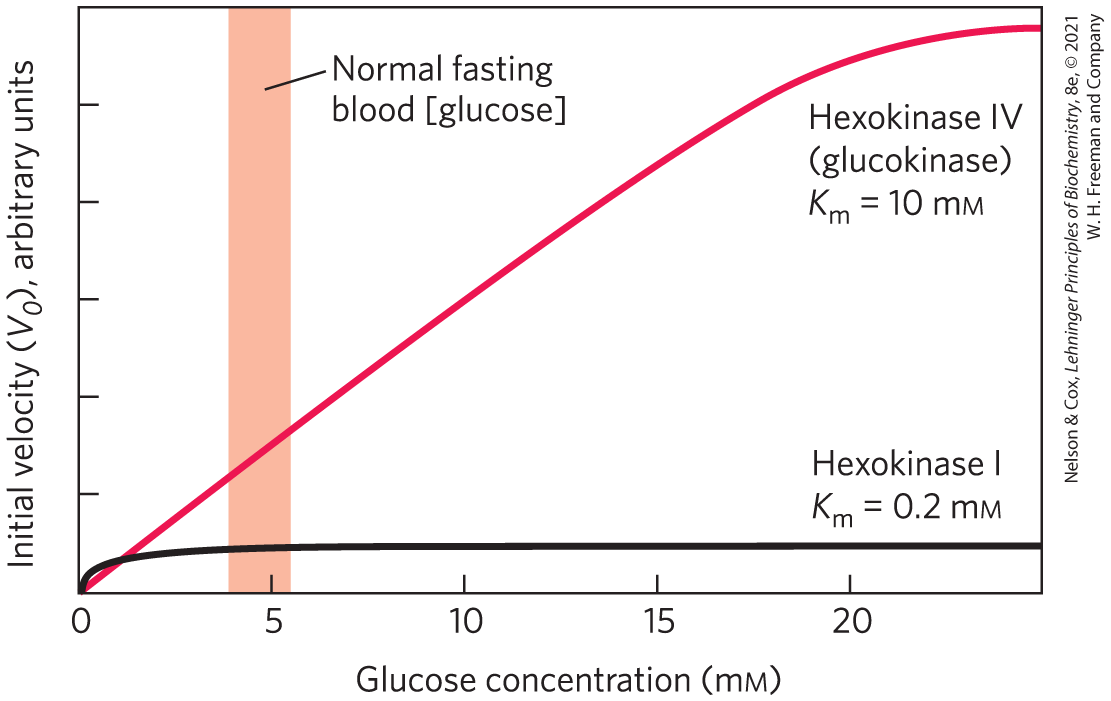 Normal fasting
blood [glucose]
Hexokinase IV
(glucokinase)
Km = 10 mM
Hexokinase I
Km = 0.2 mM
Initial velocity (V0), arbitrary units
0 5 10 15 20
Glucose concentration (mM)
Nelson & Cox, Lehninger Principles of Biochemistry, 8e, © 2021
W. H. Freeman and Company